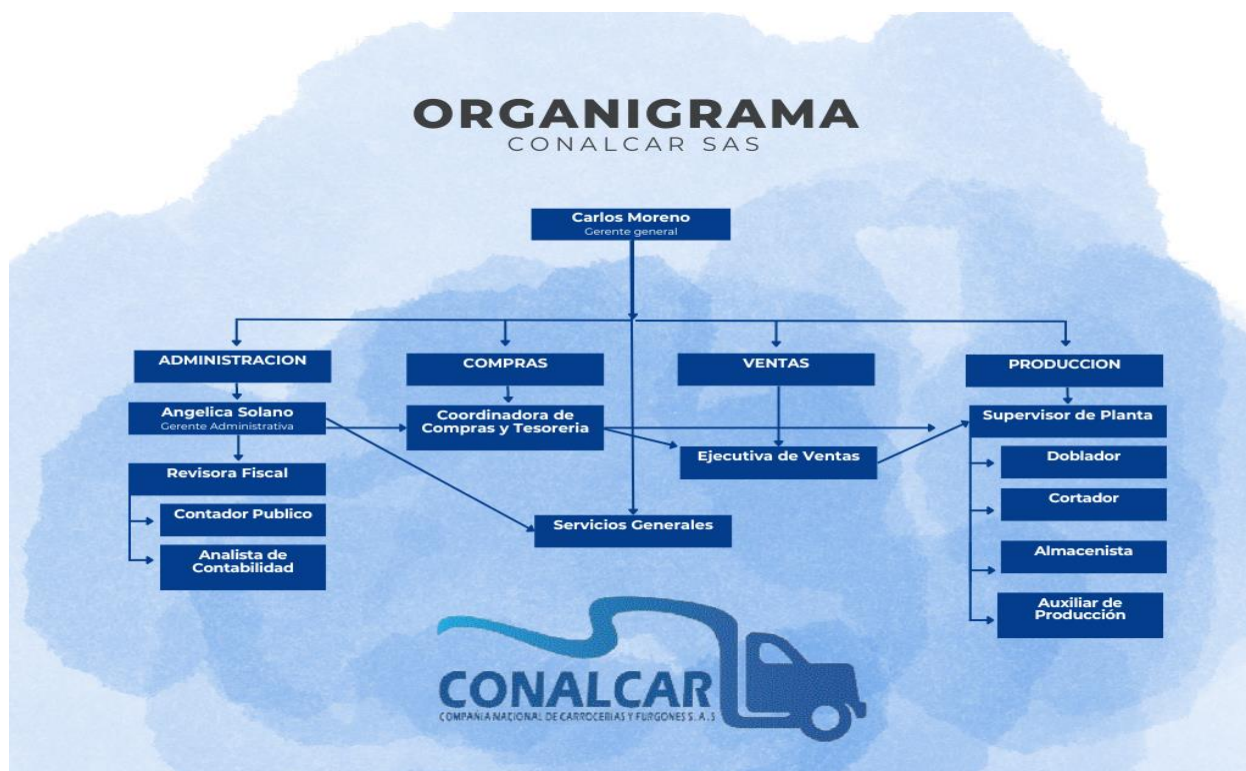 ORGANIGRAMA
CONALCAR SAS
Carlos Moreno
Gerente general
ADMINISTRACION
COMPRAS
VENTAS
PRODUCCION
Angelica Solano
Gerente Administrativa
Coordinadora de
Compras y Tesoreria
Supervisor de Planta
Ejecutiva de Ventas
Revisora Fiscal
Doblador
Contador Publico
Cortador
Servicios Generales
Analista de
Contabilidad
Almacenista
Auxiliar de
Producción
CONALCAR
COMPAÑIA NACIONAL DE CARROCERIAS Y FURGONES S.A.S